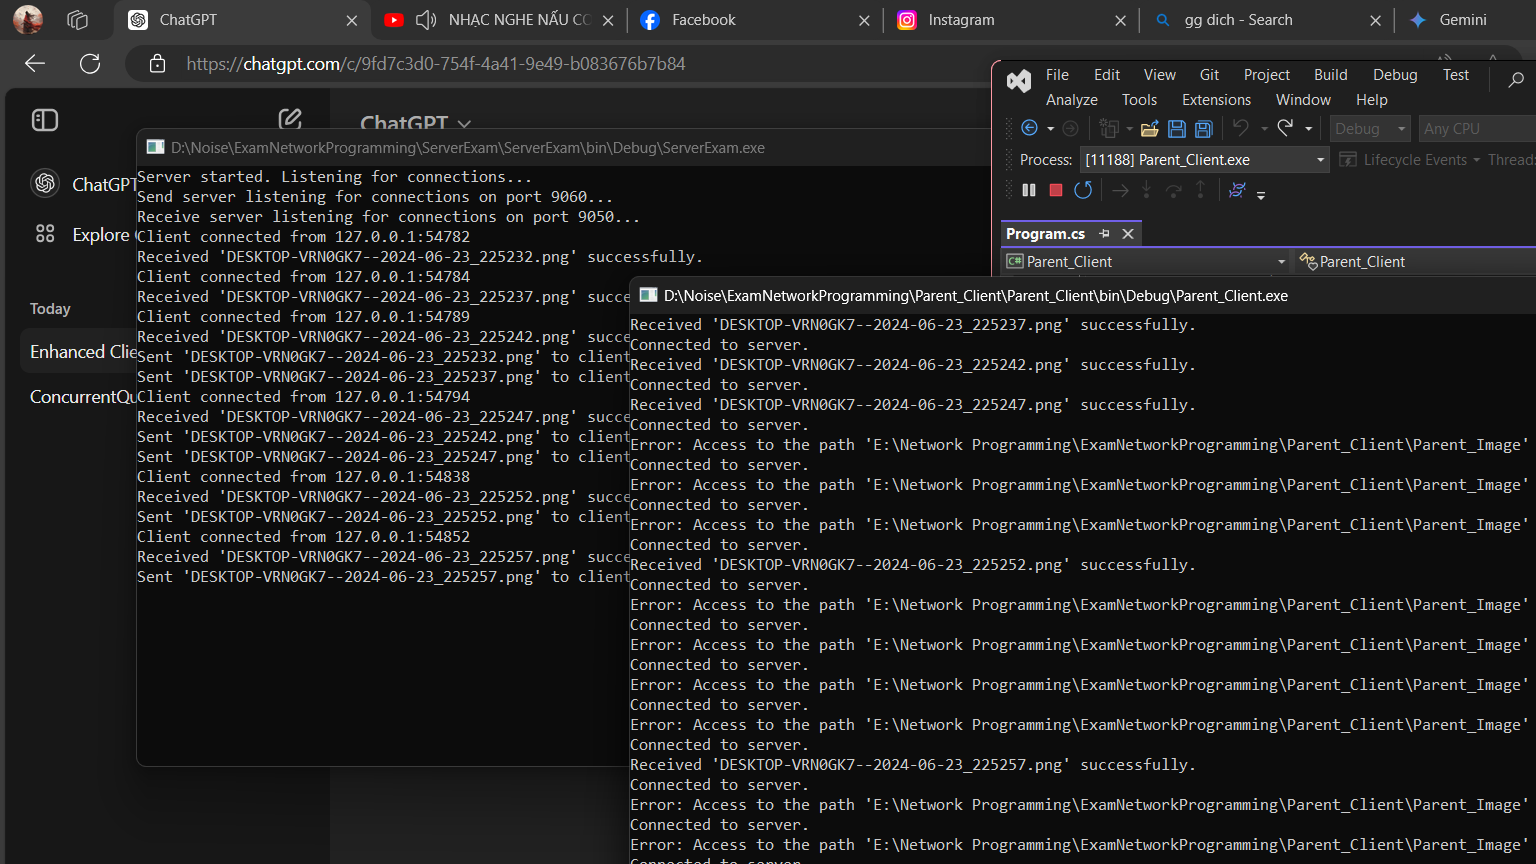 ChatGPT
NHẠC NGHE NẤU CƠ
Facebook
Instagram
gg dich - Search
Gemini
https://chatgpt.com/c/9fd7c3d0-754f-4a41-9e49-b083676b7b84
File Edit View Git Project Build Debug Test
Analyze Tools Extensions Window Help
Debug Any CPU
Process: [11188] Parent_Client.exe Lifecycle Events Thread:
Program.cs
Parent_Client Parent_Client
ChatGPT
ChatGPT
Explore
Today
Enhanced Clie
ConcurrentQu
D:\Noise\ExamNetworkProgramming\ServerExam\ServerExam\bin\Debug\ServerExam.exe
Server started. Listening for connections...
Send server listening for connections on port 9060...
Receive server listening for connections on port 9050...
Client connected from 127.0.0.1:54782
Received 'DESKTOP-VRN0GK7--2024-06-23_225232.png' successfully.
Client connected from 127.0.0.1:54784
Received 'DESKTOP-VRN0GK7--2024-06-23_225237.png' succe
Client connected from 127.0.0.1:54789
Received 'DESKTOP-VRN0GK7--2024-06-23_225242.png' succe
Sent 'DESKTOP-VRN0GK7--2024-06-23_225232.png' to client
Sent 'DESKTOP-VRN0GK7--2024-06-23_225237.png' to client
Client connected from 127.0.0.1:54794
Received 'DESKTOP-VRN0GK7--2024-06-23_225247.png' succe
Sent 'DESKTOP-VRN0GK7--2024-06-23_225242.png' to client
Sent 'DESKTOP-VRN0GK7--2024-06-23_225247.png' to client
Client connected from 127.0.0.1:54838
Received 'DESKTOP-VRN0GK7--2024-06-23_225252.png' succe
Sent 'DESKTOP-VRN0GK7--2024-06-23_225252.png' to client
Client connected from 127.0.0.1:54852
Received 'DESKTOP-VRN0GK7--2024-06-23_225257.png' succe
Sent 'DESKTOP-VRN0GK7--2024-06-23_225257.png' to client
D:\Noise\ExamNetworkProgramming\Parent_Client\Parent_Client\bin\Debug\Parent_Client.exe
Received 'DESKTOP-VRN0GK7--2024-06-23_225237.png' successfully.
Connected to server.
Received 'DESKTOP-VRN0GK7--2024-06-23_225242.png' successfully.
Connected to server.
Received 'DESKTOP-VRN0GK7--2024-06-23_225247.png' successfully.
Connected to server.
Error: Access to the path 'E:\Network Programming\ExamNetworkProgramming\Parent_Client\Parent_Image'
Connected to server.
Error: Access to the path 'E:\Network Programming\ExamNetworkProgramming\Parent_Client\Parent_Image'
Connected to server.
Error: Access to the path 'E:\Network Programming\ExamNetworkProgramming\Parent_Client\Parent_Image'
Connected to server.
Received 'DESKTOP-VRN0GK7--2024-06-23_225252.png' successfully.
Connected to server.
Error: Access to the path 'E:\Network Programming\ExamNetworkProgramming\Parent_Client\Parent_Image'
Connected to server.
Error: Access to the path 'E:\Network Programming\ExamNetworkProgramming\Parent_Client\Parent_Image'
Connected to server.
Error: Access to the path 'E:\Network Programming\ExamNetworkProgramming\Parent_Client\Parent_Image'
Connected to server.
Error: Access to the path 'E:\Network Programming\ExamNetworkProgramming\Parent_Client\Parent_Image'
Connected to server.
Received 'DESKTOP-VRN0GK7--2024-06-23_225257.png' successfully.
Connected to server.
Error: Access to the path 'E:\Network Programming\ExamNetworkProgramming\Parent_Client\Parent_Image'
Connected to server.
Error: Access to the path 'E:\Network Programming\ExamNetworkProgramming\Parent_Client\Parent_Image'
Connected to server.